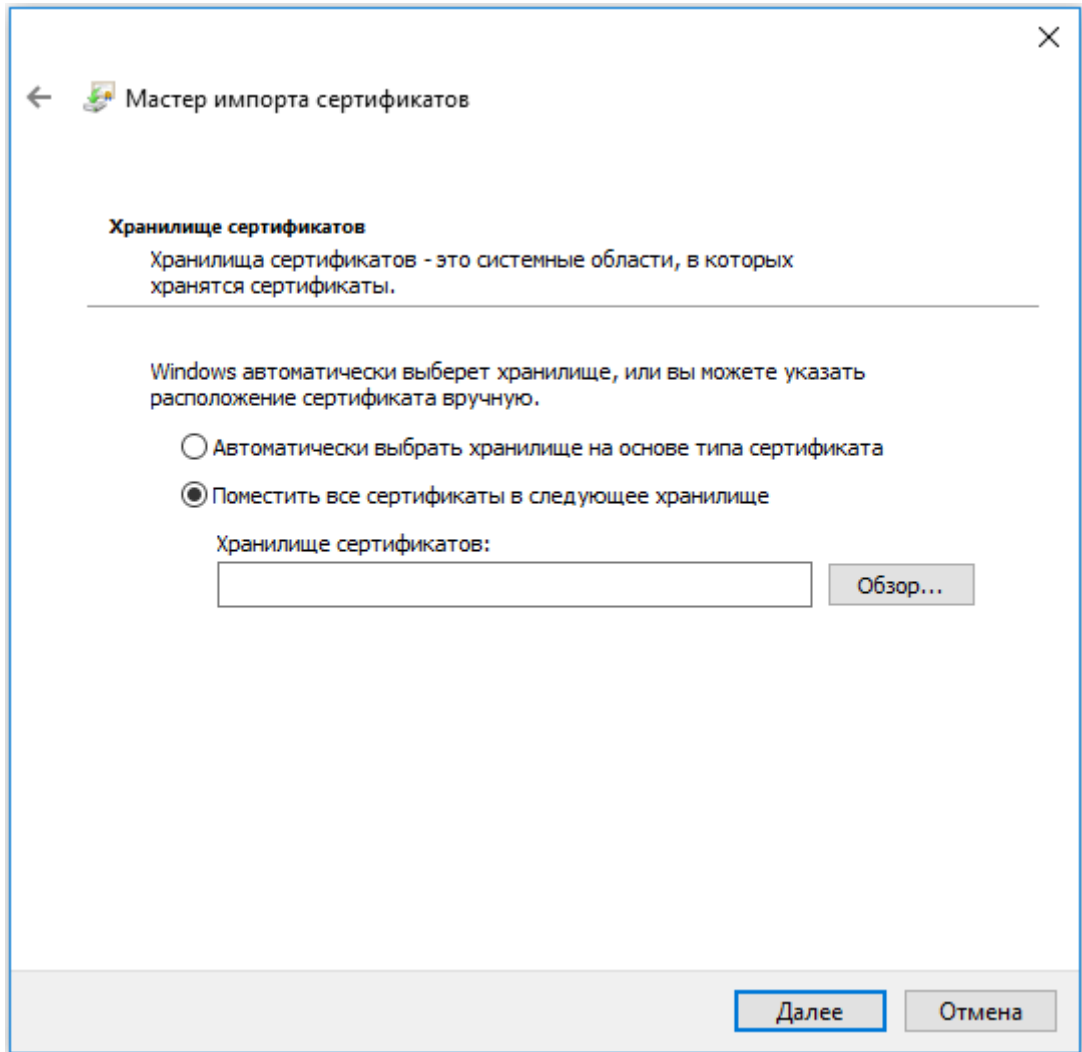 Мастер импорта сертификатов
Хранилище сертификатов
Хранилища сертификатов - это системные области, в которых
хранятся сертификаты.
Windows автоматически выберет хранилище, или вы можете указать
расположение сертификата вручную.
Автоматически выбрать хранилище на основе типа сертификата
Поместить все сертификаты в следующее хранилище
Хранилище сертификатов:
Обзор...
Далее
Отмена